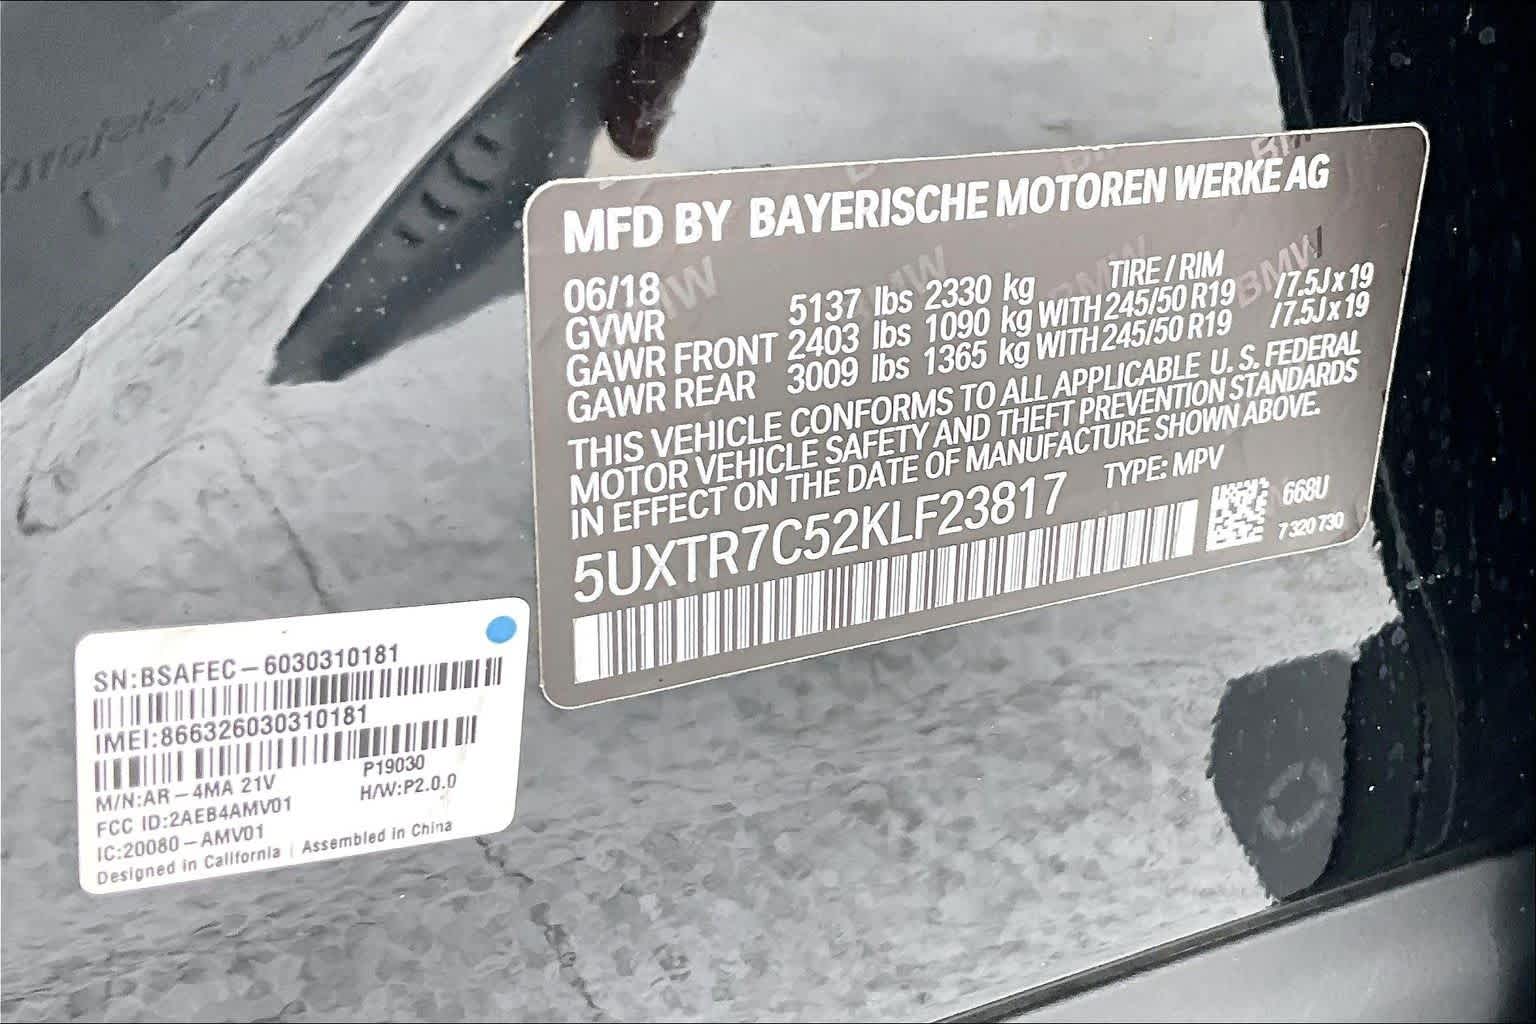 MFD BY BAYERISCHE MOTOREN WERKE AG
06/18 TIRE / RIM
GVWR 5137 lbs 2330 kg
GAWR FRONT 2403 lbs 1090 kg WITH 245/50 R19 /7.5J x 19
GAWR REAR 3009 lbs 1365 kg WITH 245/50 R19 /7.5J x 19
THIS VEHICLE CONFORMS TO ALL APPLICABLE U. S. FEDERAL
MOTOR VEHICLE SAFETY AND THEFT PREVENTION STANDARDS
IN EFFECT ON THE DATE OF MANUFACTURE SHOWN ABOVE.
5UXTR7C52KLF23817 TYPE: MPV
668U
7 320 730
SN:BSAFEC-6030310181
IMEI:866326030310181
P19030
M/N:AR-4MA 21V H/W:P2.0.0
FCC ID:2AEB4AMV01
IC:20080-AMV01
Designed in California | Assembled in China